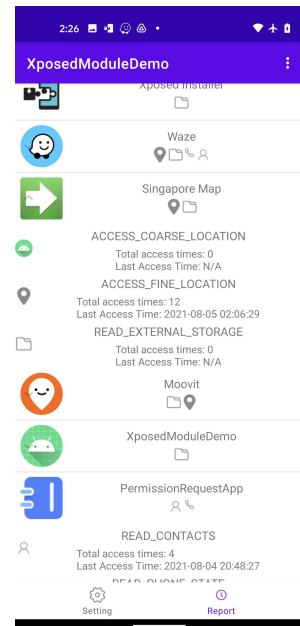 2:26
XposedModuleDemo
Xposed Installer
Waze
Singapore Map
ACCESS_COARSE_LOCATION
Total access times: 0
Last Access Time: N/A
ACCESS_FINE_LOCATION
Total access times: 12
Last Access Time: 2021-08-05 02:06:29
READ_EXTERNAL_STORAGE
Total access times: 0
Last Access Time: N/A
Moovit
XposedModuleDemo
PermissionRequestApp
READ_CONTACTS
Total access times: 4
Last Access Time: 2021-08-04 20:48:27
READ_PHONE_STATE
Setting
Report